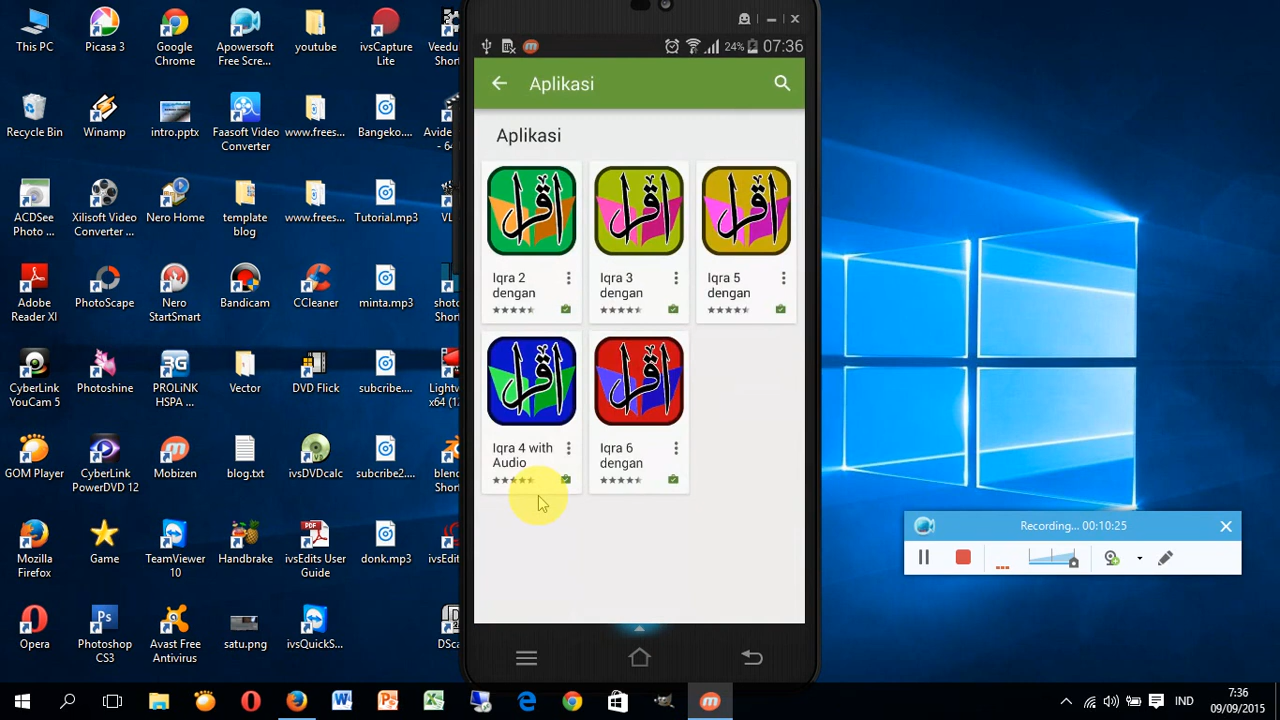 This PC
Picasa 3
Google
Chrome
Apowersoft
Free Scre...
youtube
ivsCapture
Lite
Recycle Bin
Winamp
intro.pptx
Faasoft Video
Converter
www.frees...
Bangeko....
ACDSee
Photo ...
Xilisoft Video
Converter ...
Nero Home
template
blog
www.frees...
Tutorial.mp3
Adobe
Reader XI
PhotoScape
Nero
StartSmart
Bandicam
CCleaner
minta.mp3
CyberLink
YouCam 5
Photoshine
PROLiNK
HSPA ...
Vector
DVD Flick
subcribe....
GOM Player
CyberLink
PowerDVD 12
Mobizen
blog.txt
ivsDVDcalc
subcribe2....
Mozilla
Firefox
Game
TeamViewer
10
Handbrake
ivsEdits User
Guide
donk.mp3
Opera
Photoshop
CS3
Avast Free
Antivirus
satu.png
ivsQuickS...
24% 07:36
Aplikasi
Aplikasi
اقرأ
اقرأ
اقرأ
Iqra 2
dengan
Iqra 3
dengan
Iqra 5
dengan
اقرأ
اقرأ
Iqra 4 with
Audio
Iqra 6
dengan
Recording... 00:10:25
IND
7:36
09/09/2015